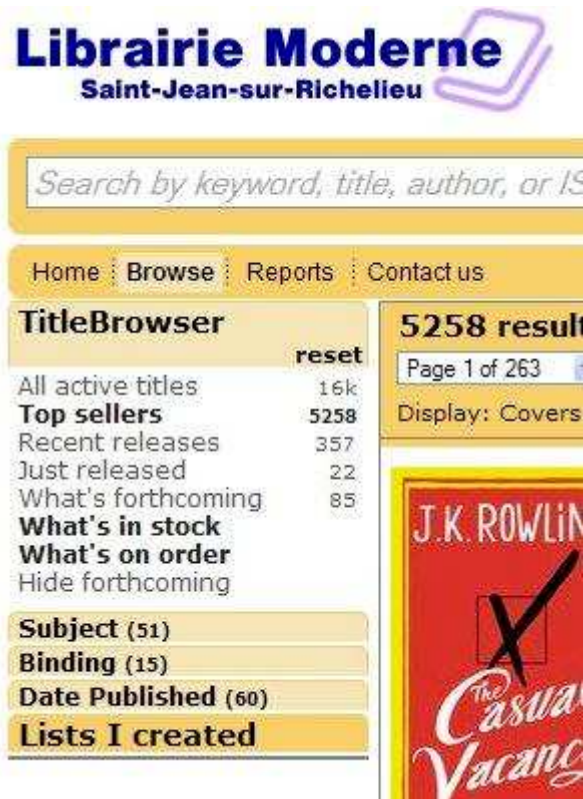 Librairie Moderne
Saint-Jean-sur-Richelieu
Search by keyword, title, author, or IS
Home Browse Reports Contact us
TitleBrowser
reset
All active titles 16k
Top sellers 5258
Recent releases 357
Just released 22
What's forthcoming 85
What's in stock
What's on order
Hide forthcoming
Subject (51)
Binding (15)
Date Published (60)
Lists I created
5258 result
Page 1 of 263
Display: Covers
J.K. ROWLIN
The
Casua
Vacanc